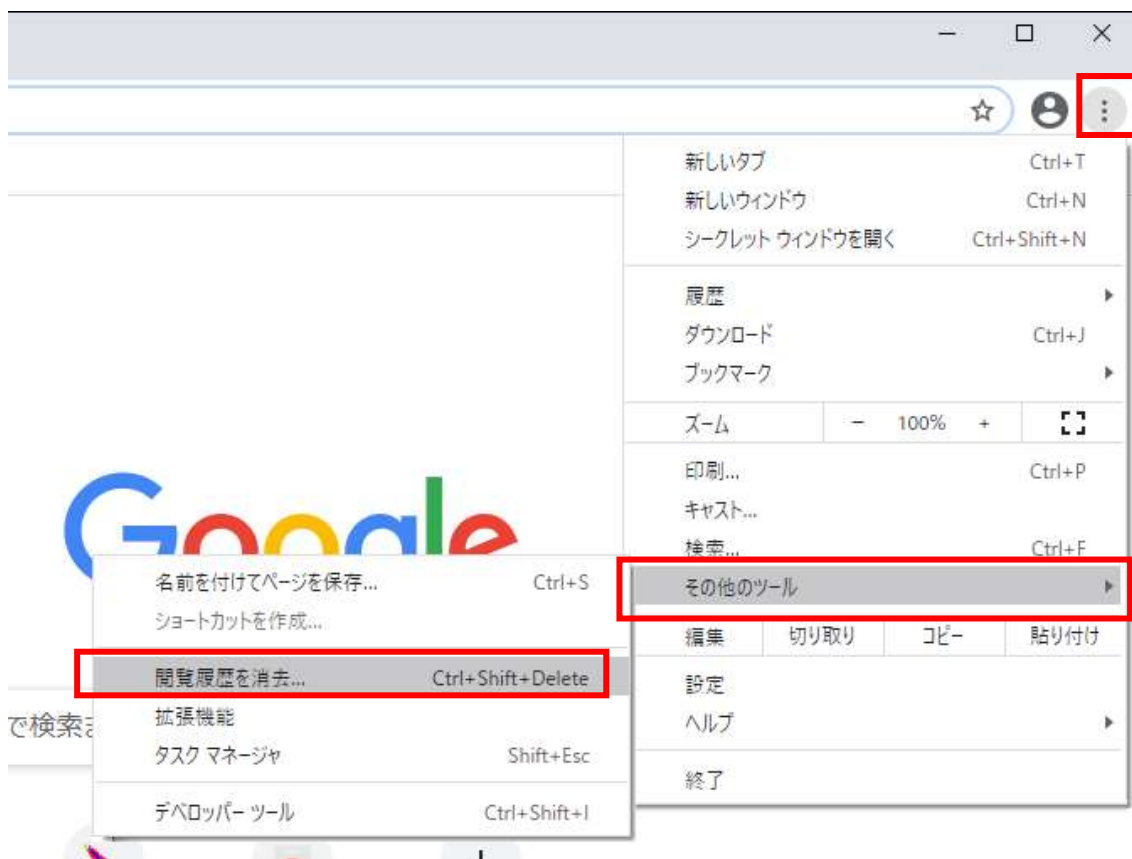 新しいタブ Ctrl+T
新しいウィンドウ Ctrl+N
シークレット ウィンドウを開く Ctrl+Shift+N
履歴
ダウンロード Ctrl+J
ブックマーク
ズーム − 100% +
印刷... Ctrl+P
キャスト...
検索... Ctrl+F
その他のツール
編集 切り取り コピー 貼り付け
設定
ヘルプ
終了
Google
名前を付けてページを保存... Ctrl+S
ショートカットを作成...
閲覧履歴を消去... Ctrl+Shift+Delete
拡張機能
タスク マネージャ Shift+Esc
デベロッパー ツール Ctrl+Shift+I
で検索